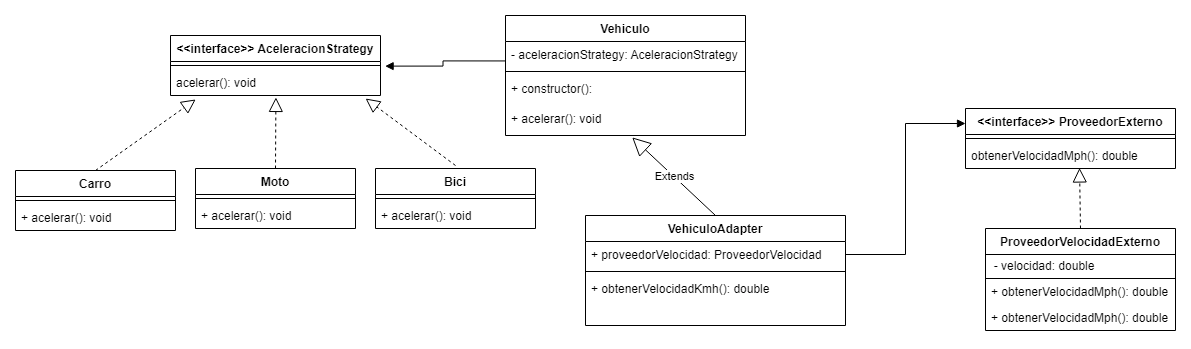 <<interface>> AceleracionStrategy
acelerar(): void
Vehiculo
- aceleracionStrategy: AceleracionStrategy
+ constructor():
+ acelerar(): void
<<interface>> ProveedorExterno
obtenerVelocidadMph(): double
Carro
+ acelerar(): void
Moto
+ acelerar(): void
Bici
+ acelerar(): void
Extends
VehiculoAdapter
+ proveedorVelocidad: ProveedorVelocidad
+ obtenerVelocidadKmh(): double
ProveedorVelocidadExterno
- velocidad: double
+ obtenerVelocidadMph(): double
+ obtenerVelocidadMph(): double